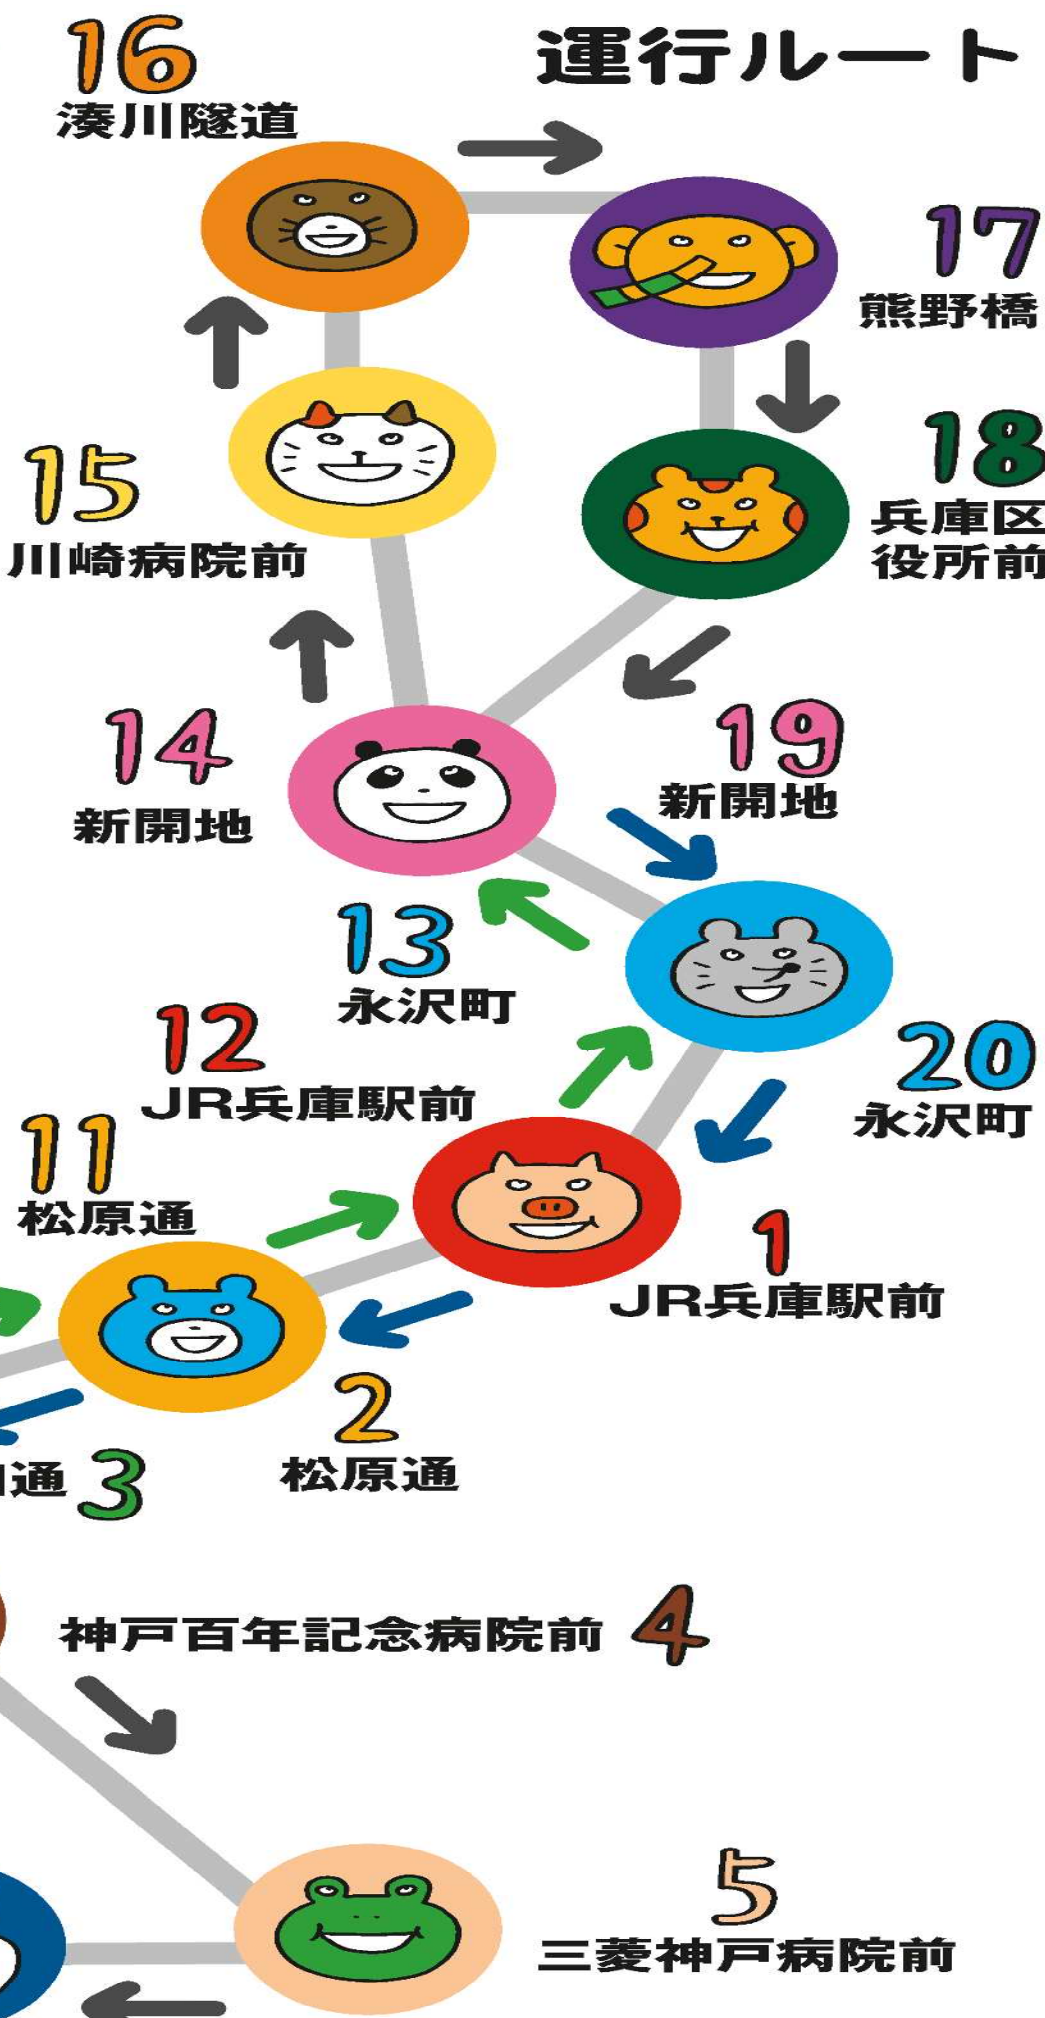 運行ルート
16
湊川隧道
17
熊野橋
18
兵庫区
役所前
15
川崎病院前
14
新開地
19
新開地
13
永沢町
12
JR兵庫駅前
20
永沢町
11
松原通
1
JR兵庫駅前
2
松原通
通 3
神戸百年記念病院前 4
5
三菱神戸病院前